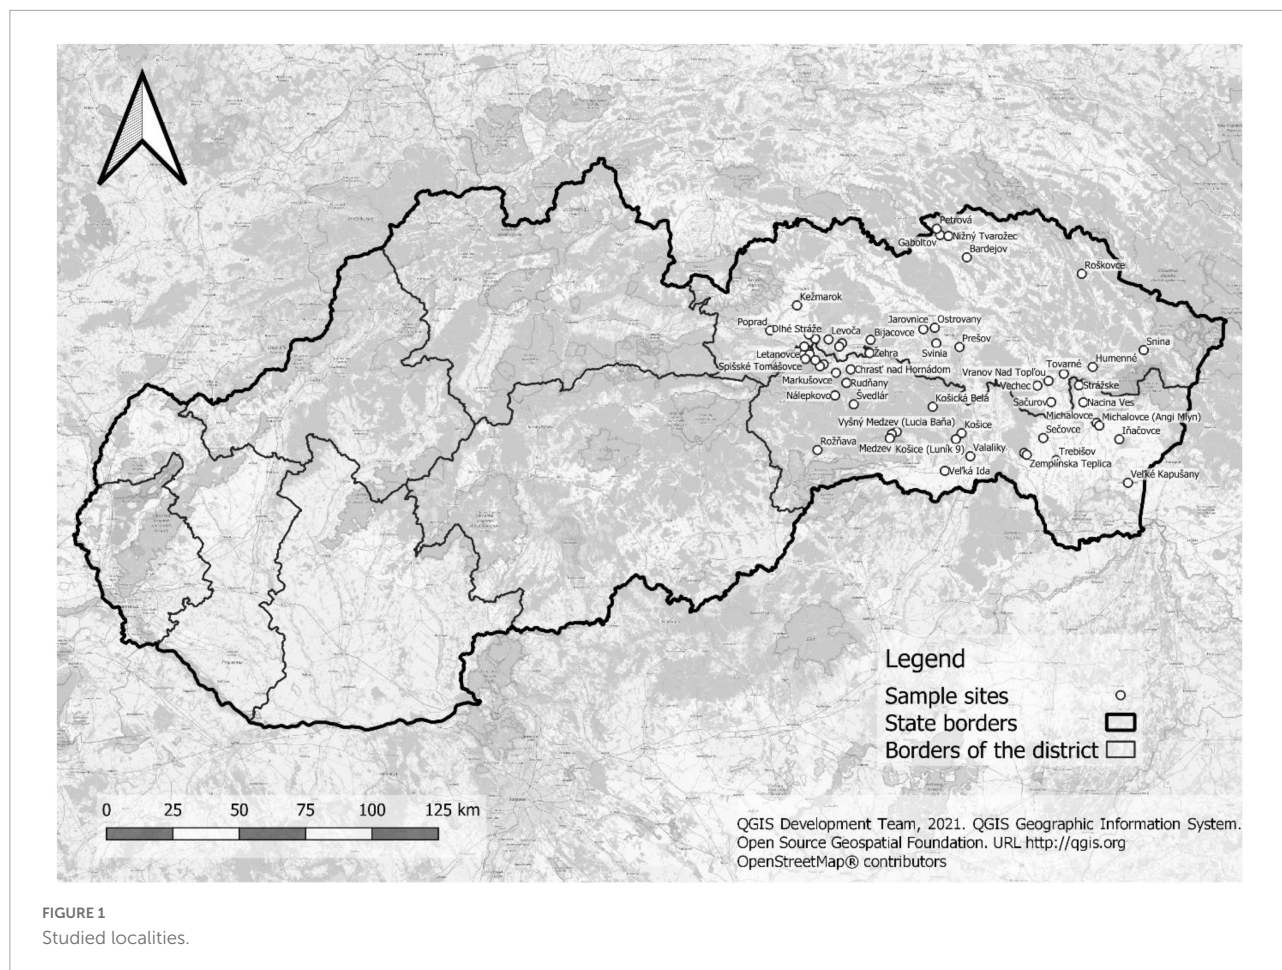 Petrová
Gaboltov
Nižný Tvarožec
Bardejov
Roškovce
Kežmarok
Poprad
Dlhé Stráže
Levoča
Bijacovce
Jarovnice
Ostrovany
Svinia
Prešov
Snina
Letanovce
Žehra
Spišské Tomášovce
Chrasť nad Hornádom
Markušovce
Rudňany
Vranov Nad Topľou
Tovarné
Humenné
Vechec
Strážske
Nálepkovo
Švedlár
Košická Belá
Sačurov
Nacina Ves
Vyšný Medzev (Lucia Baňa)
Košice
Michalovce
Michalovce (Angi Mlyn)
Sečovce
Iňačovce
Rožňava
Medzev
Košice (Luník 9)
Valaliky
Trebišov
Zemplínska Teplica
Veľká Ida
Veľké Kapušany
Legend
Sample sites
State borders
Borders of the district
0 25 50 75 100 125 km
QGIS Development Team, 2021. QGIS Geographic Information System.
Open Source Geospatial Foundation. URL http://qgis.org
OpenStreetMap® contributors
FIGURE 1
Studied localities.